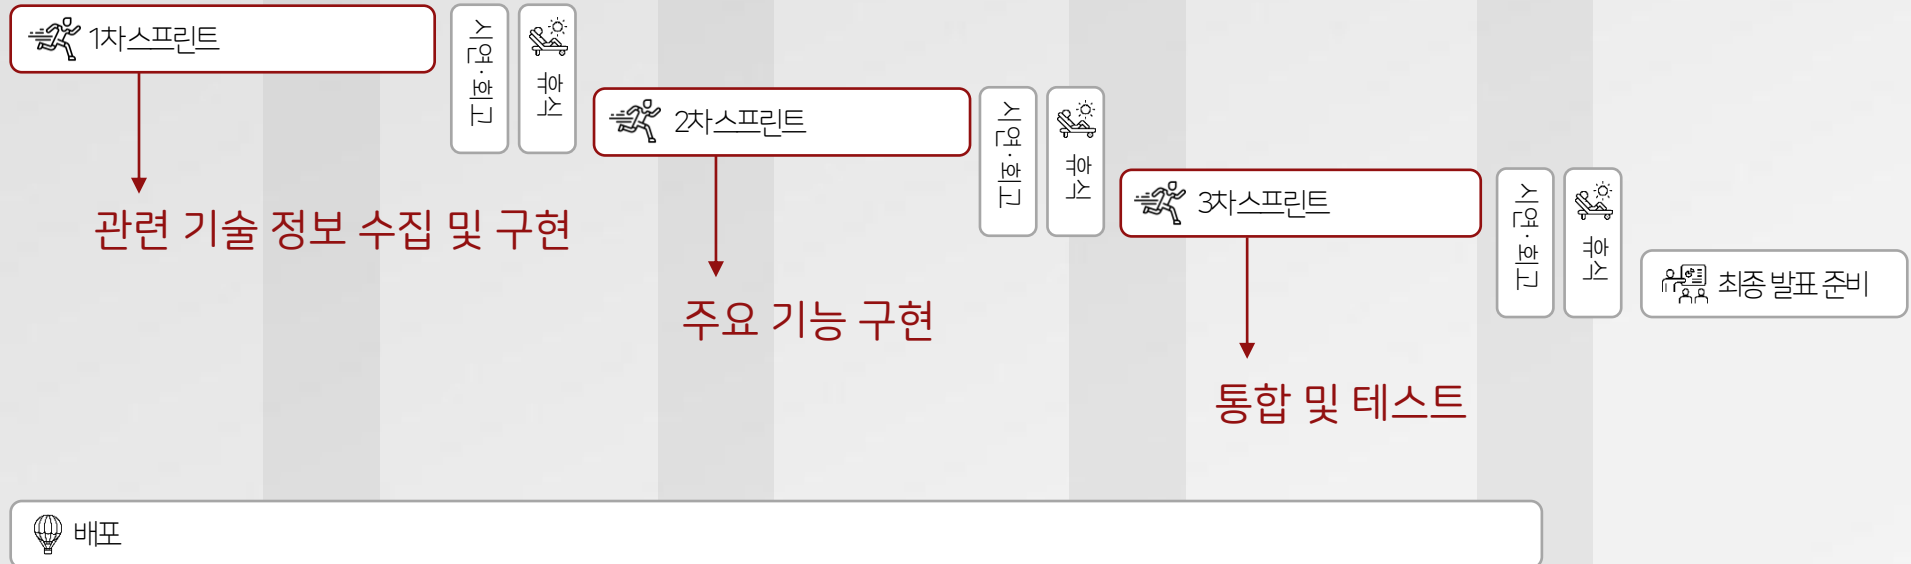 1차 스프린트
시연·회고
휴식
관련 기술 정보 수집 및 구현
2차 스프린트
시연·회고
휴식
주요 기능 구현
3차 스프린트
시연·회고
휴식
통합 및 테스트
최종 발표 준비
배포